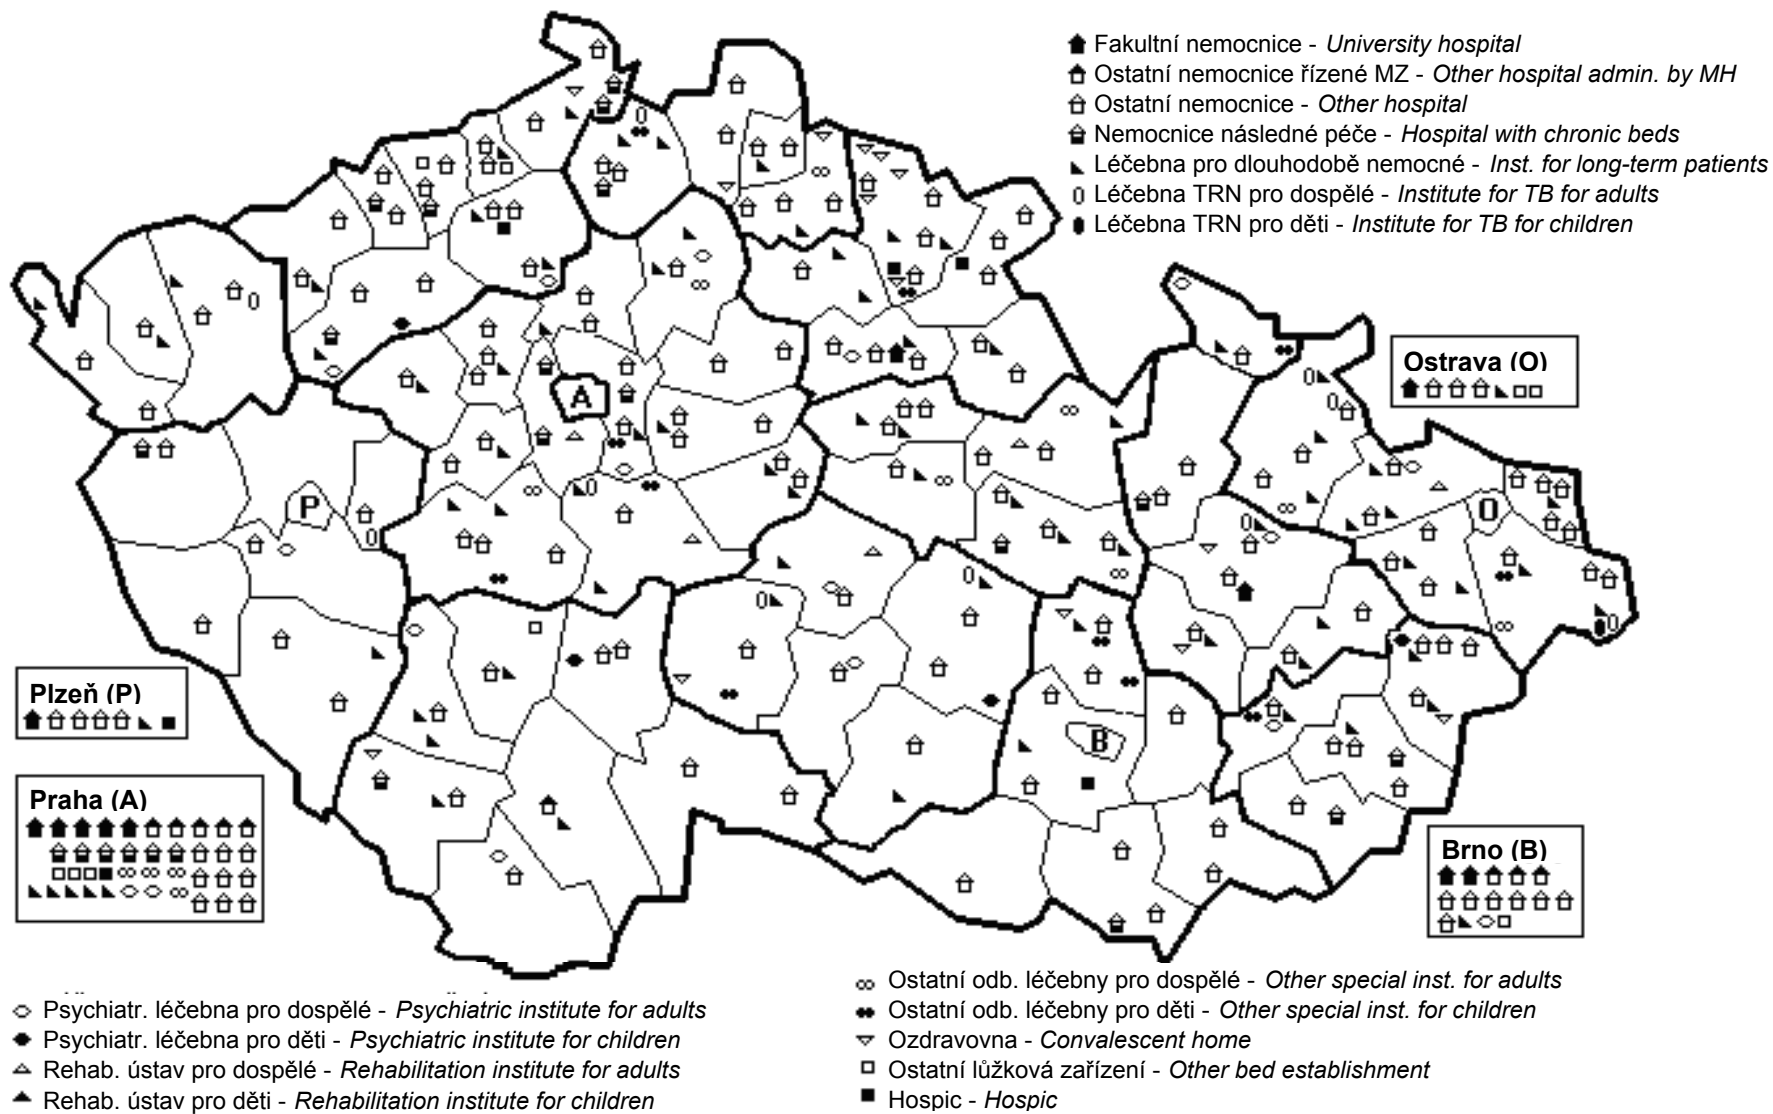 Fakultní nemocnice - University hospital
Ostatní nemocnice řízené MZ - Other hospital admin. by MH
Ostatní nemocnice - Other hospital
Nemocnice následné péče - Hospital with chronic beds
Léčebna pro dlouhodobě nemocné - Inst. for long-term patients
Léčebna TRN pro dospělé - Institute for TB for adults
Léčebna TRN pro děti - Institute for TB for children
Ostrava (O)
A
P
O
B
Plzeň (P)
Praha (A)
Brno (B)
Psychiatr. léčebna pro dospělé - Psychiatric institute for adults
Psychiatr. léčebna pro děti - Psychiatric institute for children
Rehab. ústav pro dospělé - Rehabilitation institute for adults
Rehab. ústav pro děti - Rehabilitation institute for children
Ostatní odb. léčebny pro dospělé - Other special inst. for adults
Ostatní odb. léčebny pro děti - Other special inst. for children
Ozdravovna - Convalescent home
Ostatní lůžková zařízení - Other bed establishment
Hospic - Hospic